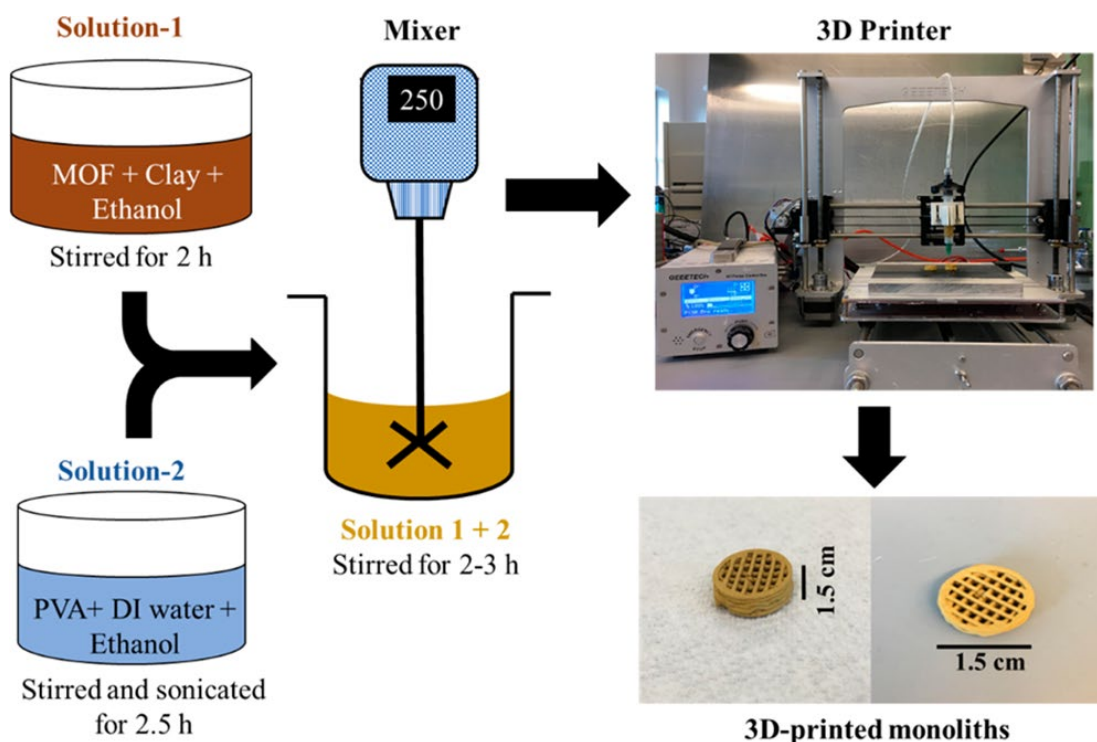 Solution-1
MOF + Clay +
Ethanol
Stirred for 2 h
Solution-2
PVA+ DI water +
Ethanol
Stirred and sonicated
for 2.5 h
Mixer
250
Solution 1 + 2
Stirred for 2-3 h
3D Printer
GEEETECH
GEEETECH
1.5 cm
1.5 cm
3D-printed monoliths